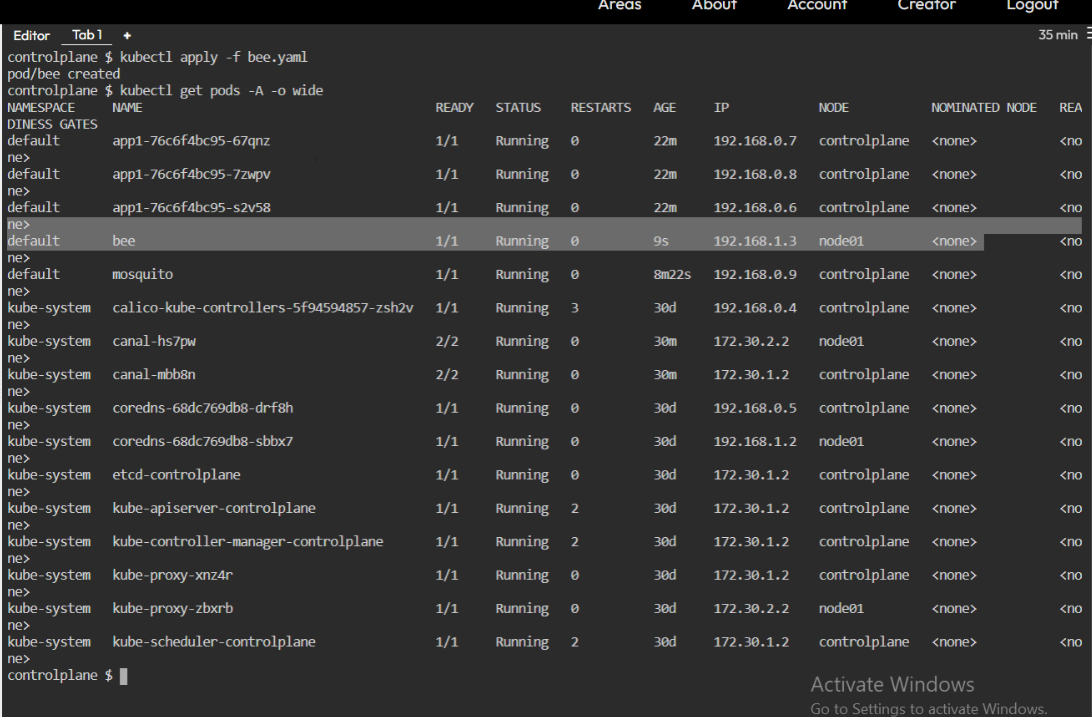 Areas About Account Creator Logout
Editor Tab 1 + 35 min
controlplane $ kubectl apply -f bee.yaml
pod/bee created
controlplane $ kubectl get pods -A -o wide
NAMESPACE NAME READY STATUS RESTARTS AGE IP NODE NOMINATED NODE REA
DINESS GATES
default app1-76c6f4bc95-67qnz 1/1 Running 0 22m 192.168.0.7 controlplane <none> <no
ne>
default app1-76c6f4bc95-7zwpv 1/1 Running 0 22m 192.168.0.8 controlplane <none> <no
ne>
default app1-76c6f4bc95-s2v58 1/1 Running 0 22m 192.168.0.6 controlplane <none> <no
ne>
default bee 1/1 Running 0 9s 192.168.1.3 node01 <none> <no
ne>
default mosquito 1/1 Running 0 8m22s 192.168.0.9 controlplane <none> <no
ne>
kube-system calico-kube-controllers-5f94594857-zsh2v 1/1 Running 3 30d 192.168.0.4 controlplane <none> <no
ne>
kube-system canal-hs7pw 2/2 Running 0 30m 172.30.2.2 node01 <none> <no
ne>
kube-system canal-mbb8n 2/2 Running 0 30m 172.30.1.2 controlplane <none> <no
ne>
kube-system coredns-68dc769db8-drf8h 1/1 Running 0 30d 192.168.0.5 controlplane <none> <no
ne>
kube-system coredns-68dc769db8-sbbx7 1/1 Running 0 30d 192.168.1.2 node01 <none> <no
ne>
kube-system etcd-controlplane 1/1 Running 0 30d 172.30.1.2 controlplane <none> <no
ne>
kube-system kube-apiserver-controlplane 1/1 Running 2 30d 172.30.1.2 controlplane <none> <no
ne>
kube-system kube-controller-manager-controlplane 1/1 Running 2 30d 172.30.1.2 controlplane <none> <no
ne>
kube-system kube-proxy-xnz4r 1/1 Running 0 30d 172.30.1.2 controlplane <none> <no
ne>
kube-system kube-proxy-zbxrb 1/1 Running 0 30d 172.30.2.2 node01 <none> <no
ne>
kube-system kube-scheduler-controlplane 1/1 Running 2 30d 172.30.1.2 controlplane <none> <no
ne>
controlplane $
Activate Windows
Go to Settings to activate Windows.